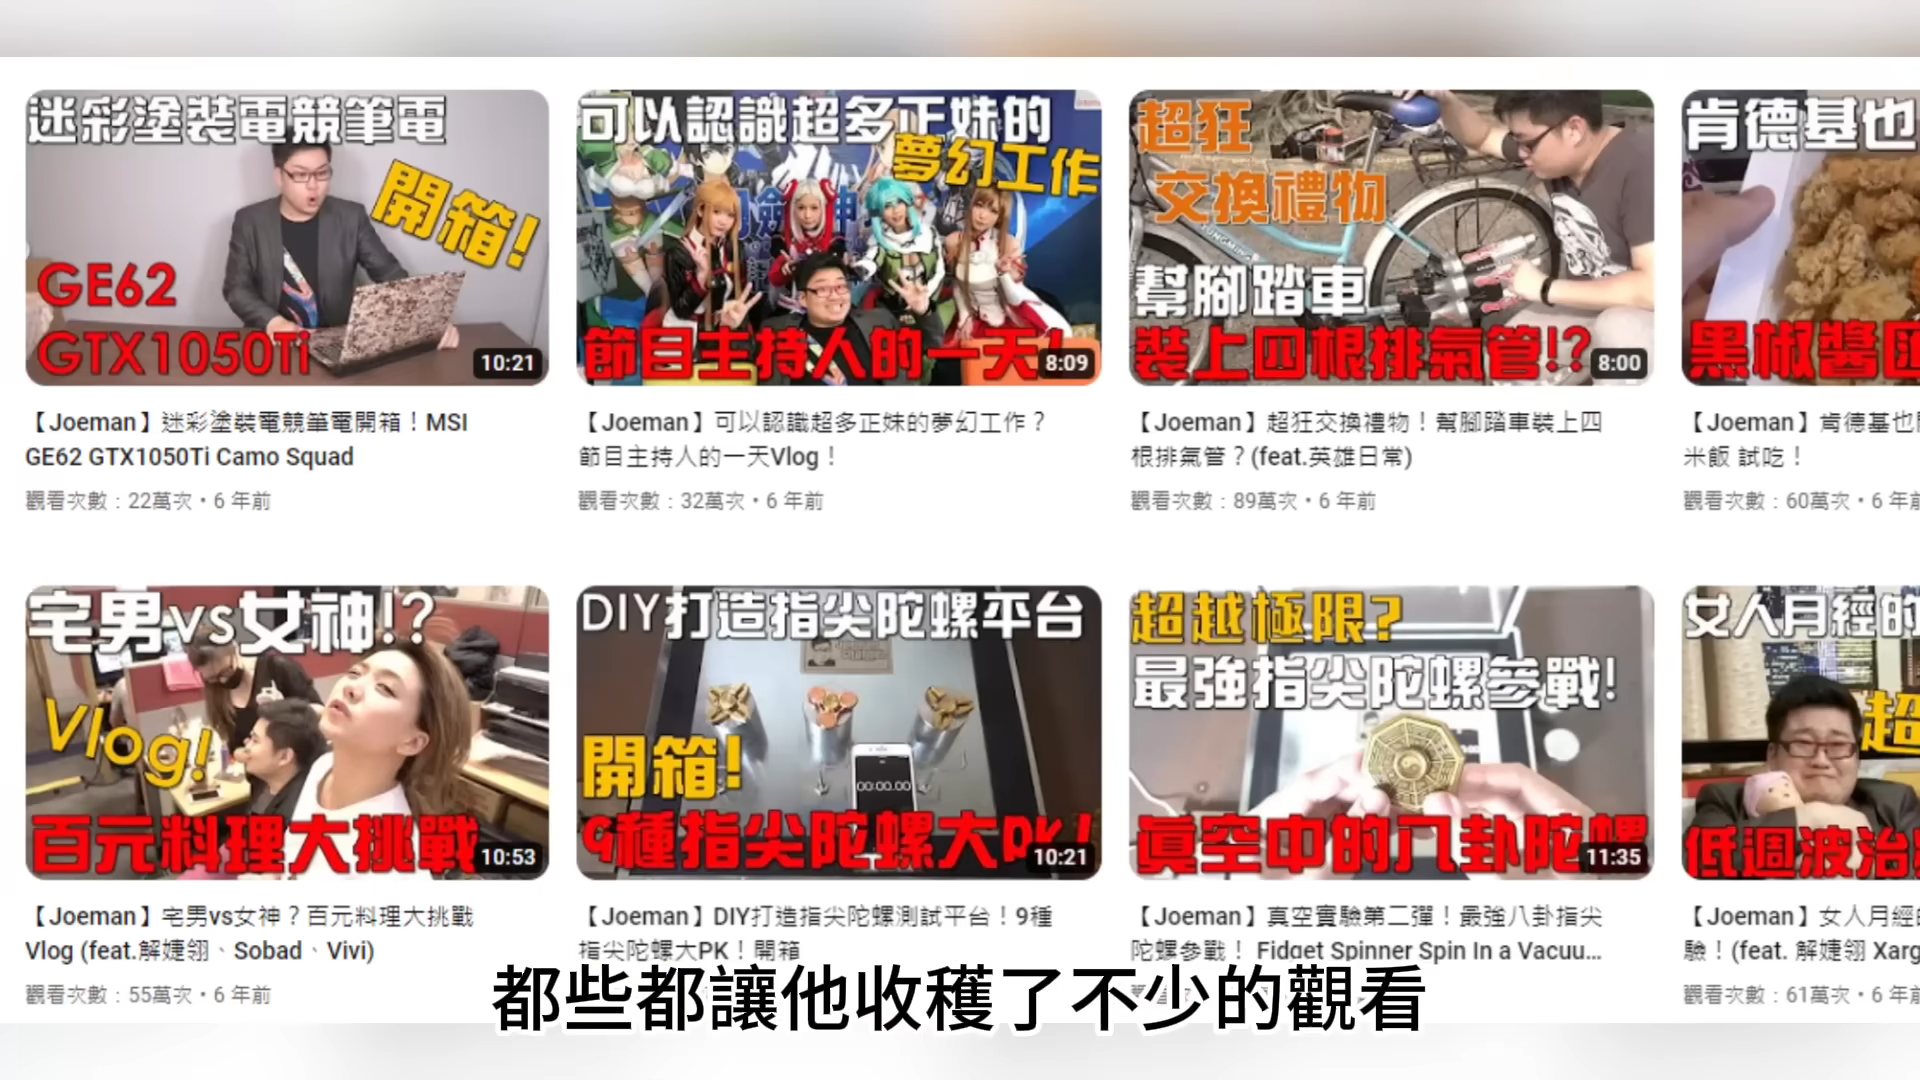 迷彩塗裝電競筆電
開箱!
GE62
GTX1050Ti
10:21
【Joeman】迷彩塗裝電競筆電開箱！MSI
GE62 GTX1050Ti Camo Squad
觀看次數：22萬次・6 年前
可以認識超多正妹的
夢幻工作
節目主持人的一天!
8:09
【Joeman】可以認識超多正妹的夢幻工作？
節目主持人的一天Vlog！
觀看次數：32萬次・6 年前
超狂
交換禮物
幫腳踏車
裝上四根排氣管!?
8:00
【Joeman】超狂交換禮物！幫腳踏車裝上四
根排氣管？(feat.英雄日常)
觀看次數：89萬次・6 年前
肯德基也
黑椒醬
【Joeman】肯德基也
米飯 試吃！
觀看次數：60萬次・6 年前
宅男vs女神!?
Vlog!
百元料理大挑戰
10:53
【Joeman】宅男vs女神？百元料理大挑戰
Vlog (feat.解婕翎、Sobad、Vivi)
觀看次數：55萬次・6 年前
DIY打造指尖陀螺平台
00:00.00
開箱!
9種指尖陀螺大PK!
10:21
【Joeman】DIY打造指尖陀螺測試平台！9種
指尖陀螺大PK！開箱
超越極限?
最強指尖陀螺參戰!
真空中的八卦陀螺
11:35
【Joeman】真空實驗第二彈！最強八卦指尖
陀螺參戰！ Fidget Spinner Spin In a Vacuu...
女人月經的
超
低週波治
【Joeman】女人月經
驗！(feat. 解婕翎 Xarg
觀看次數：61萬次・6 年前
都些都讓他收穫了不少的觀看